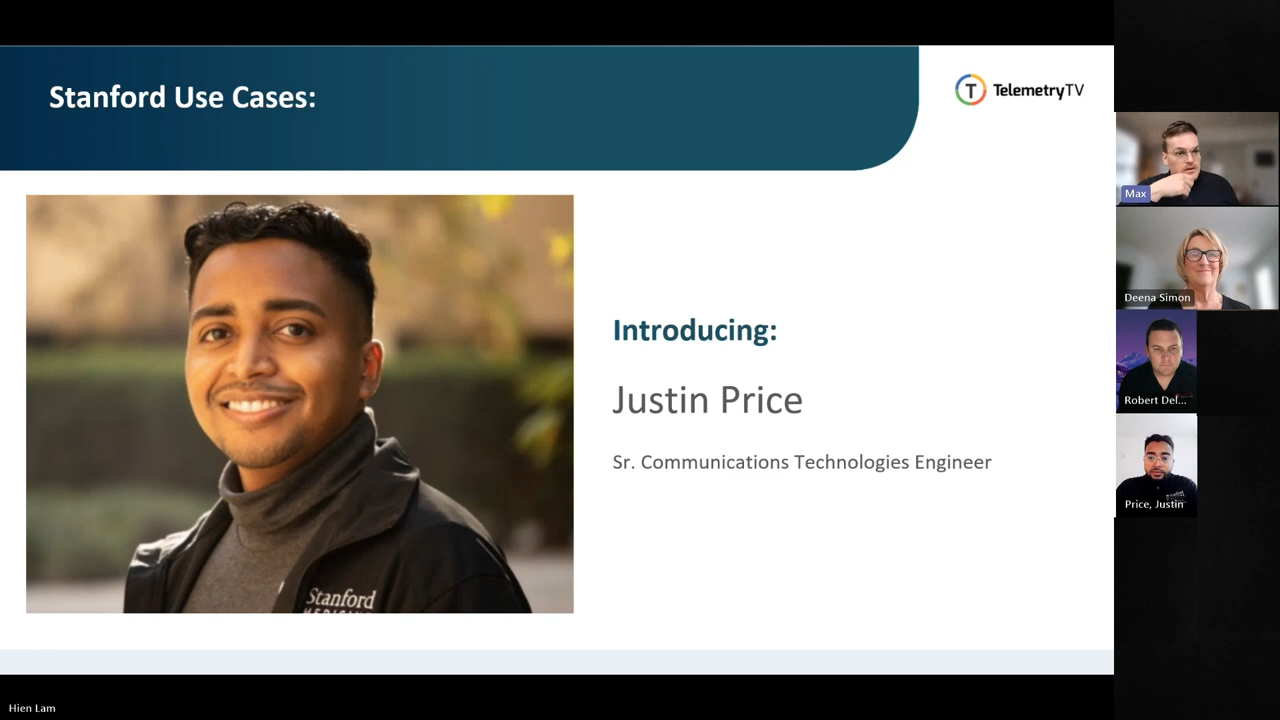 Stanford Use Cases:
T TelemetryTV
Introducing:
Justin Price
Sr. Communications Technologies Engineer
Stanford
MEDICINE
Max
Deena Simon
Robert Del...
Price, Justin
Hien Lam